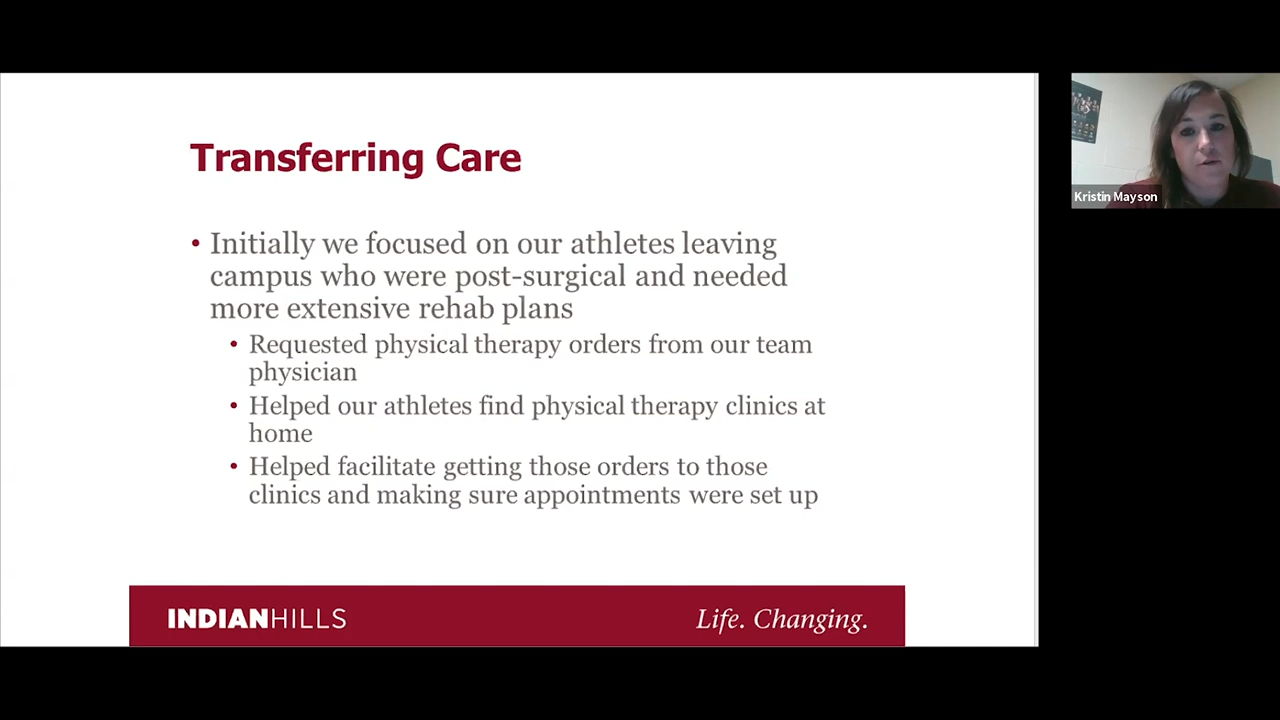 Transferring Care
• Initially we focused on our athletes leaving
campus who were post-surgical and needed
more extensive rehab plans
• Requested physical therapy orders from our team
physician
• Helped our athletes find physical therapy clinics at
home
• Helped facilitate getting those orders to those
clinics and making sure appointments were set up
INDIANHILLS
Life. Changing.
Kristin Mayson